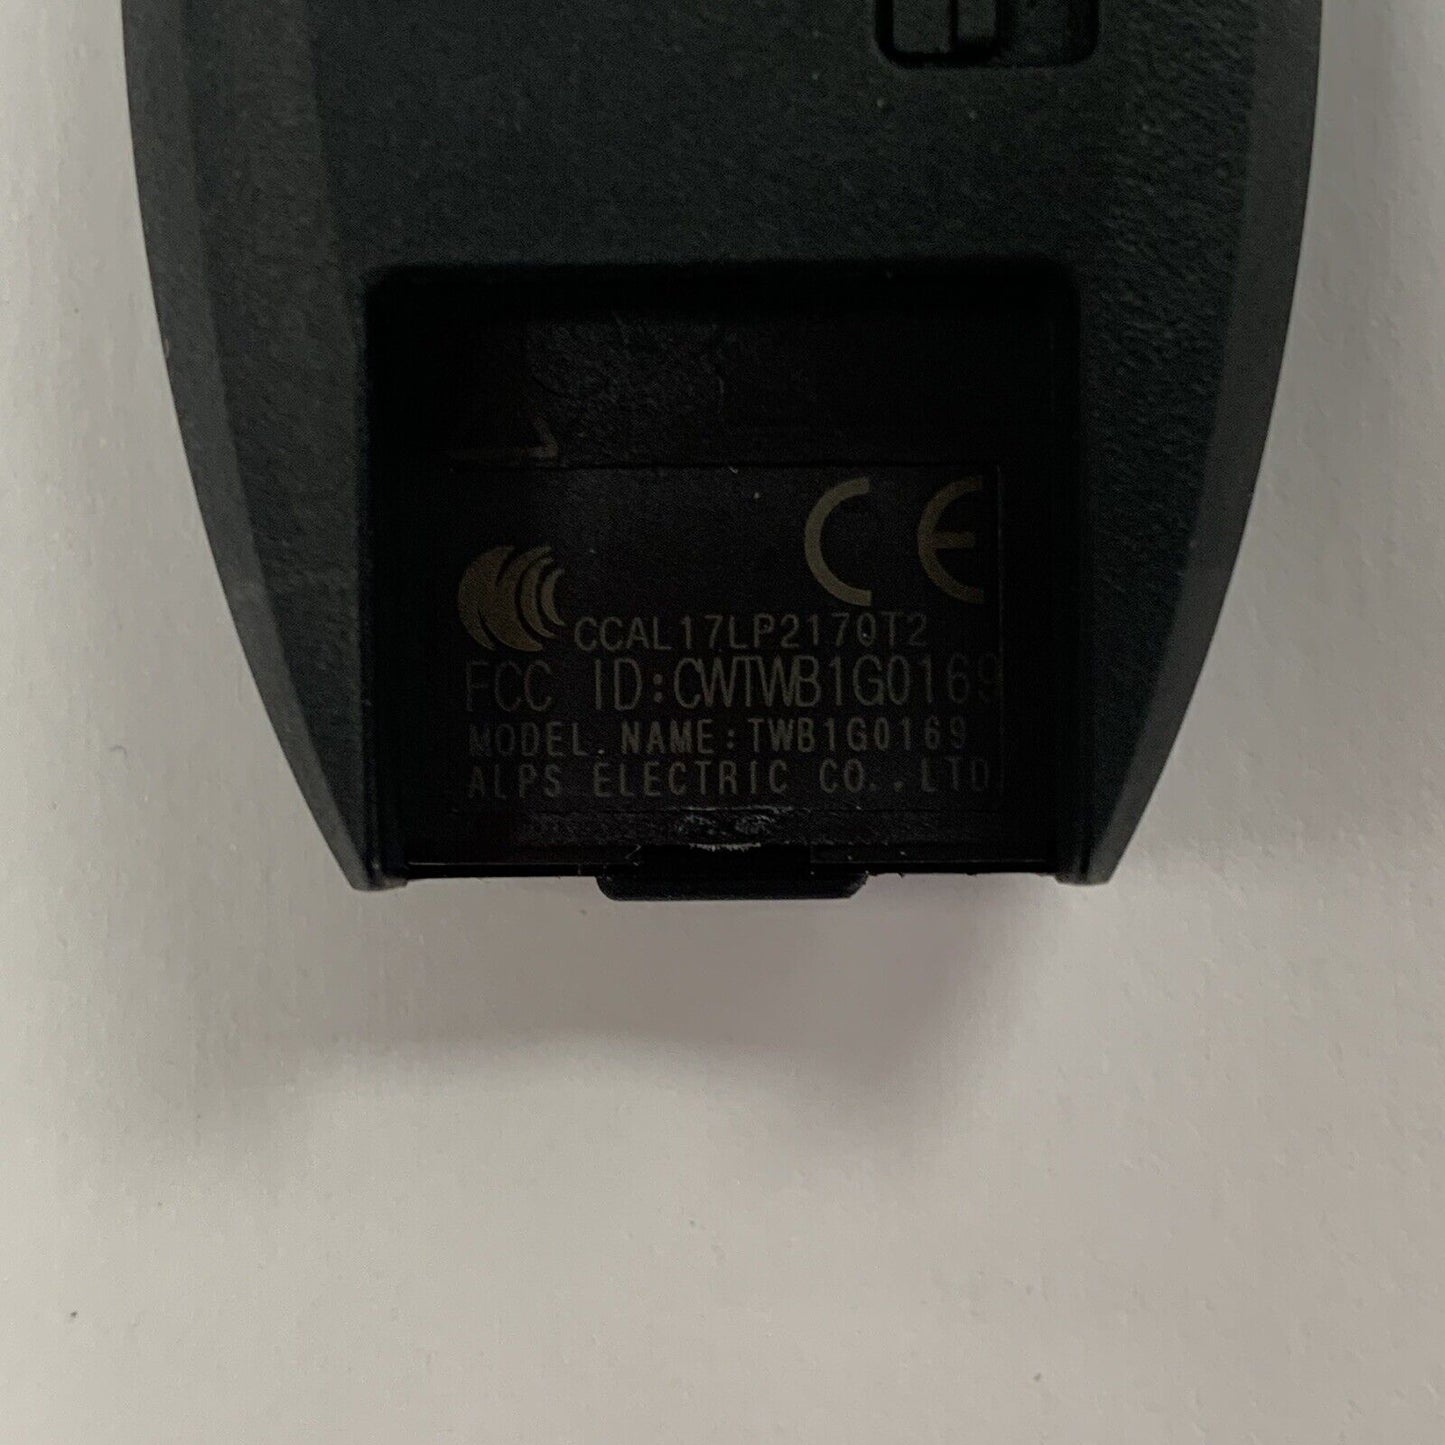 CE
CCAL17LP2170T2
FCC ID:CWTWB1G0169
MODEL.NAME:TWB1G0169
ALPS ELECTRIC CO.,LTD.